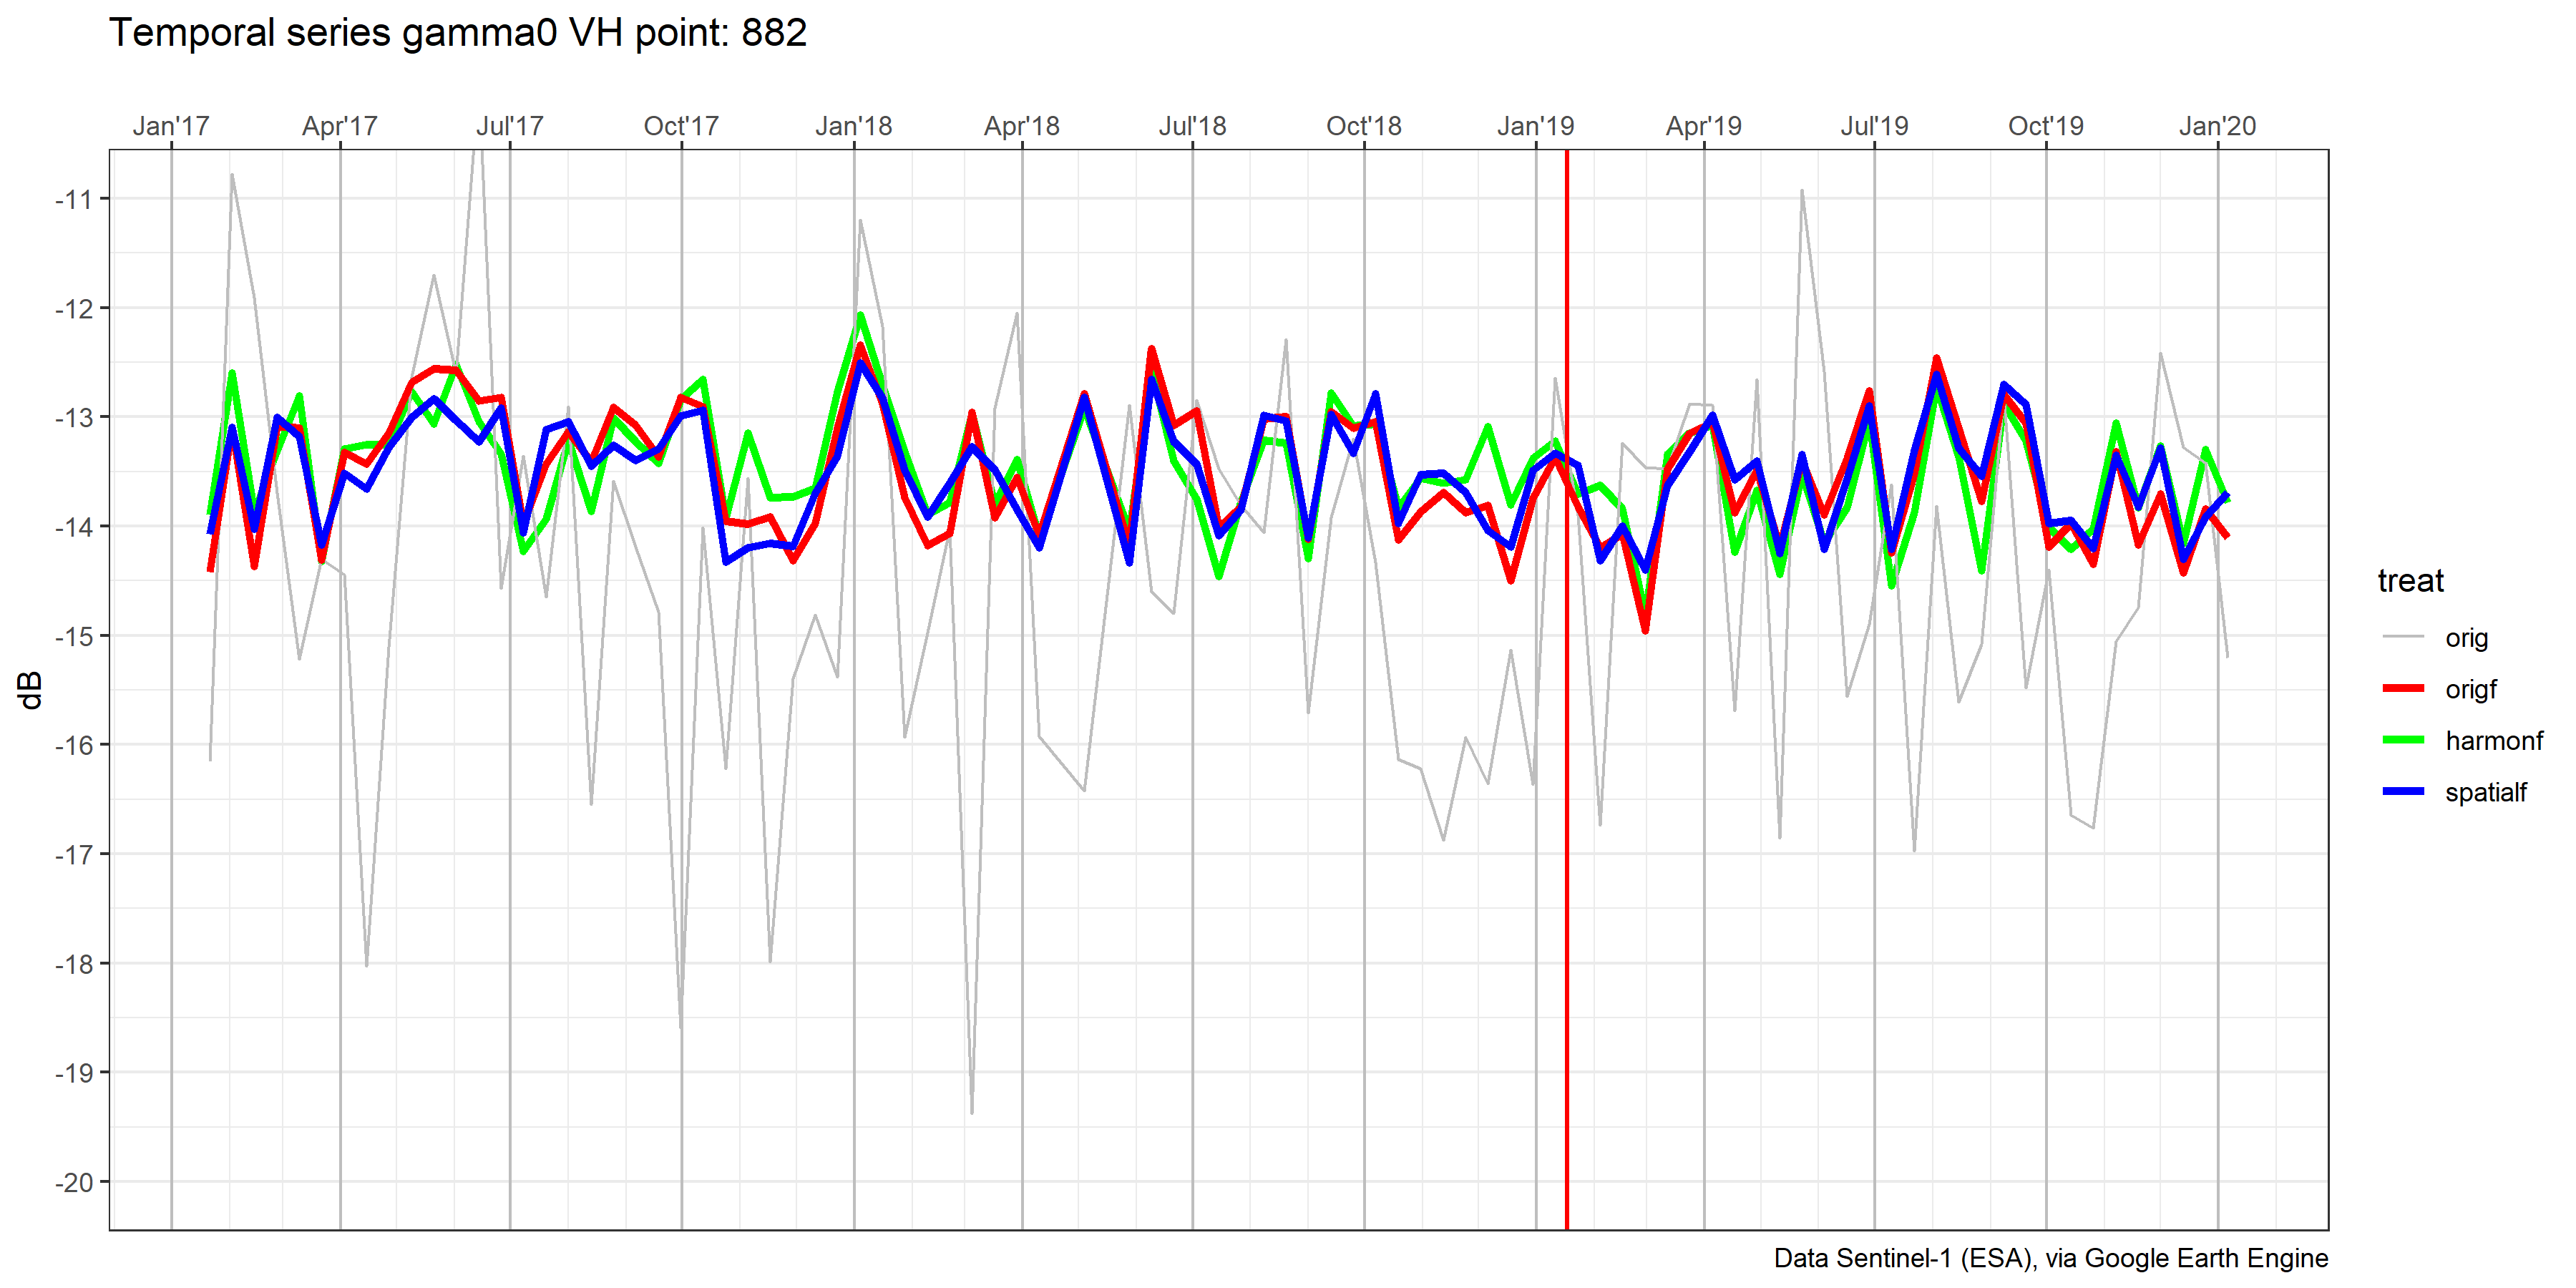 Temporal series gamma0 VH point: 882
Jan'17 Apr'17 Jul'17 Oct'17 Jan'18 Apr'18 Jul'18 Oct'18 Jan'19 Apr'19 Jul'19 Oct'19 Jan'20
-11
-12
-13
-14
-15
-16
-17
-18
-19
-20
dB
treat
orig
origf
harmonf
spatialf
Data Sentinel-1 (ESA), via Google Earth Engine